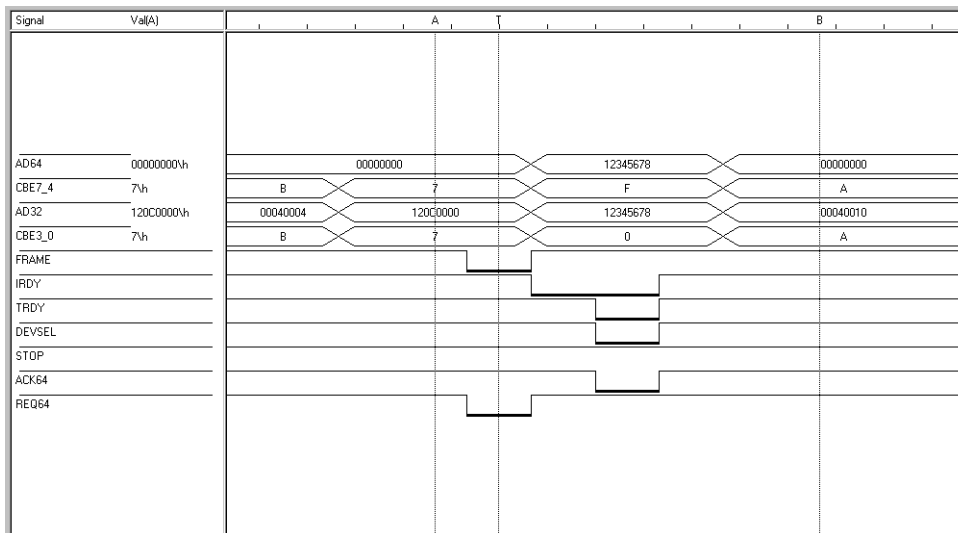 Signal Val(A) A T B
AD64 00000000\h 00000000 12345678 00000000
CBE7_4 7\h B 7 F A
AD32 120C0000\h 00040004 120C0000 12345678 00040010
CBE3_0 7\h B 7 0 A
FRAME
IRDY
TRDY
DEVSEL
STOP
ACK64
REQ64